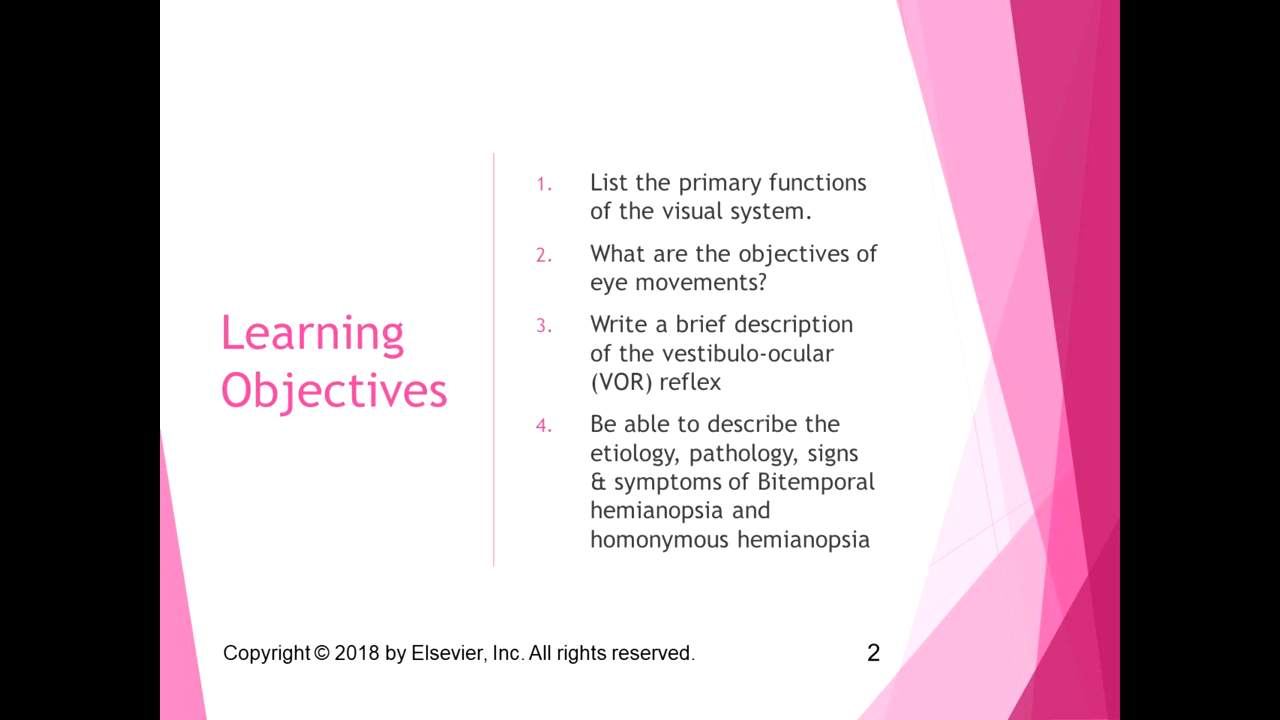 Learning
Objectives
1. List the primary functions
of the visual system.
2. What are the objectives of
eye movements?
3. Write a brief description
of the vestibulo-ocular
(VOR) reflex
4. Be able to describe the
etiology, pathology, signs
& symptoms of Bitemporal
hemianopsia and
homonymous hemianopsia
Copyright © 2018 by Elsevier, Inc. All rights reserved.
2